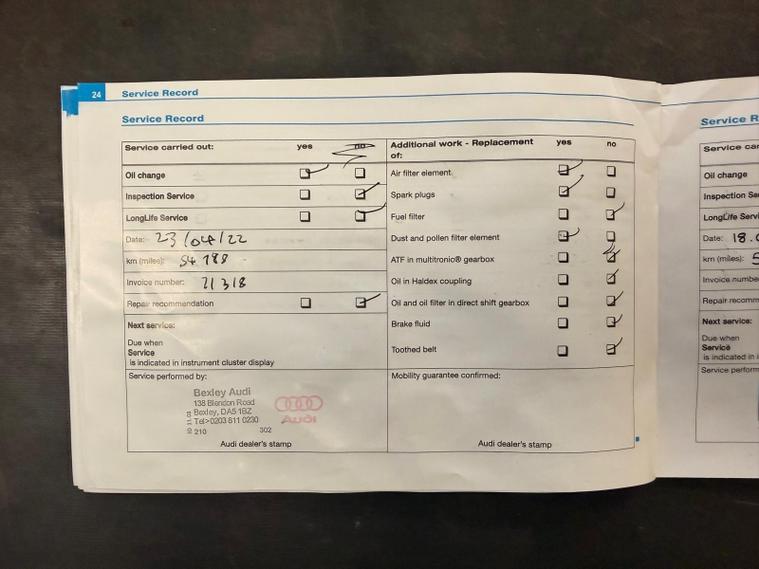 24 Service Record
Service Record
Service carried out: yes no
Oil change
Inspection Service
LongLife Service
Date: 23/04/22
km (miles): 54 788
Invoice number: 71318
Repair recommendation
Next service:
Due when
Service
is indicated in instrument cluster display
Service performed by:
Bexley Audi
138 Blendon Road
Bexley, DA5 1BZ
Tel>0203 811 0230
210 302
Audi
Audi dealer's stamp
Additional work - Replacement yes no
of:
Air filter element
Spark plugs
Fuel filter
Dust and pollen filter element
ATF in multitronic® gearbox
Oil in Haldex coupling
Oil and oil filter in direct shift gearbox
Brake fluid
Toothed belt
Mobility guarantee confirmed:
Audi dealer's stamp
Service R
Service car
Oil change
Inspection Se
LongLife Servi
Date: 18.0
km (miles): 5
Invoice numbe
Repair recomm
Next service:
Due when
Service
is indicated in i
Service perform